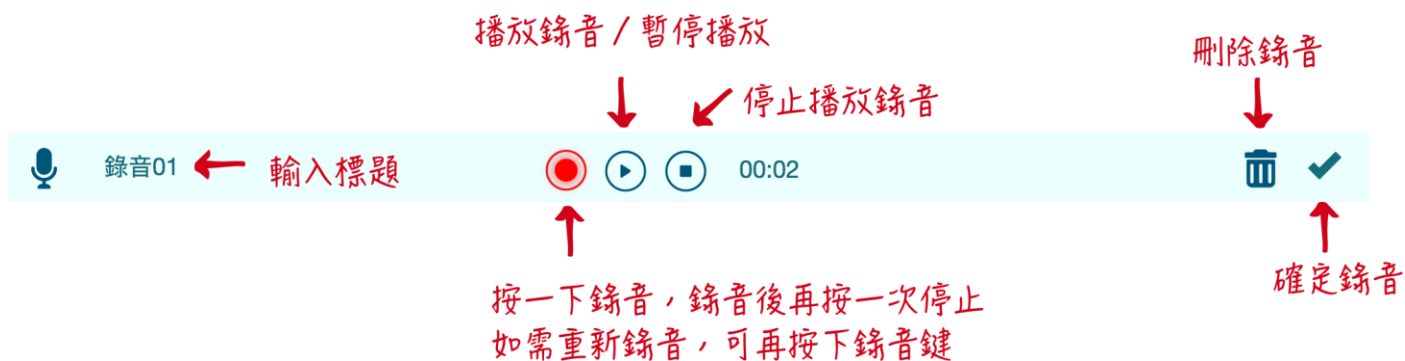 播放錄音/暫停播放
刪除錄音
停止播放錄音
錄音01
輸入標題
00:02
按一下錄音，錄音後再按一次停止
如需重新錄音，可再按下錄音鍵
確定錄音